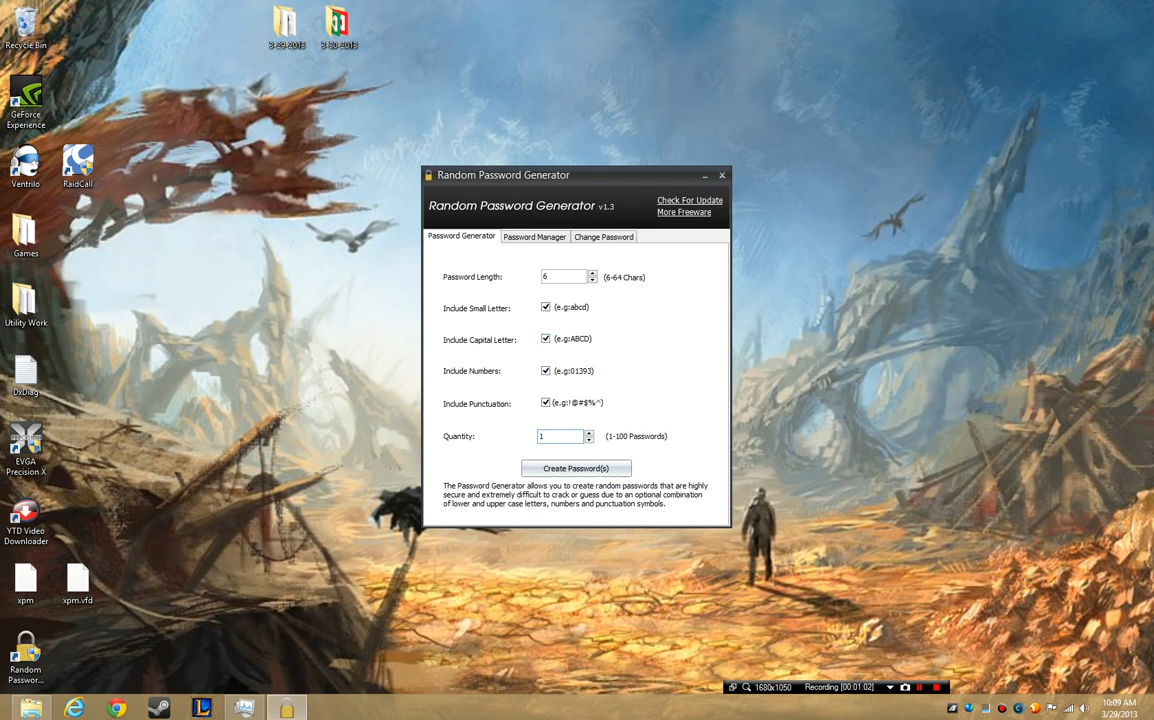 Recycle Bin
3-29-2013
3-30-2013
GeForce
Experience
Ventrilo
RaidCall
Games
Utility Work
DxDiag
EVGA
Precision X
YTD Video
Downloader
xpm
xpm.vfd
Random
Passwor...
Random Password Generator
Random Password Generator v1.3
Check For Update
More Freeware
Password Generator
Password Manager
Change Password
Password Length:
6
(6-64 Chars)
Include Small Letter:
(e.g:abcd)
Include Capital Letter:
(e.g:ABCD)
Include Numbers:
(e.g:01393)
Include Punctuation:
(e.g:!@#$%^)
Quantity:
1
(1-100 Passwords)
Create Password(s)
The Password Generator allows you to create random passwords that are highly
secure and extremely difficult to crack or guess due to an optional combination
of lower and upper case letters, numbers and punctuation symbols.
1680x1050
Recording [00:01:02]
10:09 AM
3/29/2013